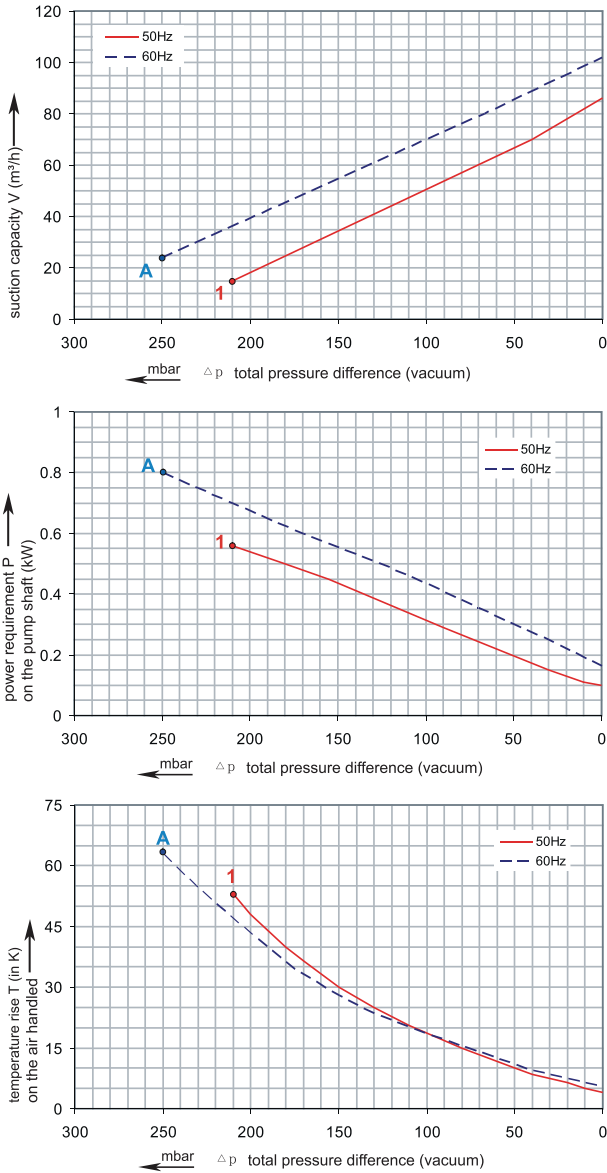 120
100
80
60
40
20
0
50Hz
60Hz
suction capacity V (m³/h)
A
1
300 250 200 150 100 50 0
mbar △p total pressure difference (vacuum)
1
0.8
0.6
0.4
0.2
0
50Hz
60Hz
power requirement P
on the pump shaft (kW)
A
1
300 250 200 150 100 50 0
mbar △p total pressure difference (vacuum)
75
60
45
30
15
0
50Hz
60Hz
temperature rise T (in K)
on the air handled
A
1
300 250 200 150 100 50 0
mbar △p total pressure difference (vacuum)